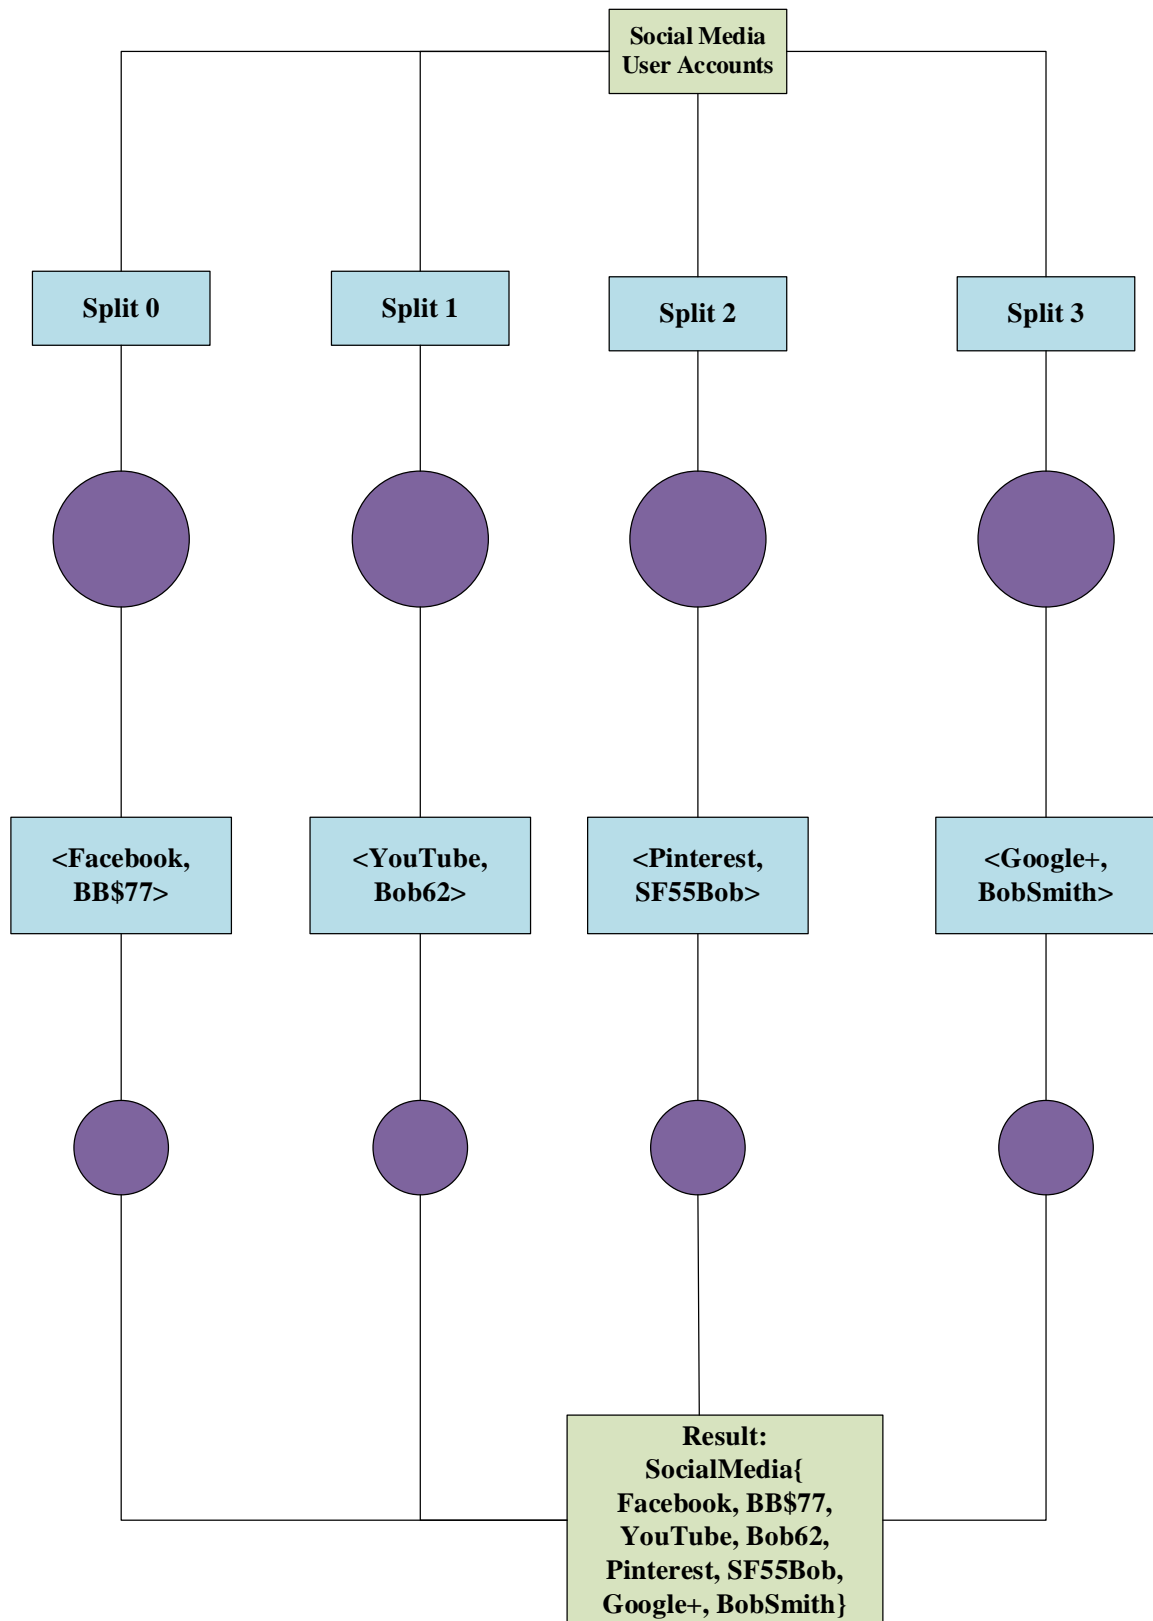 Social Media
User Accounts
Split 0
Split 1
Split 2
Split 3
<Facebook,
BB$77>
<YouTube,
Bob62>
<Pinterest,
SF55Bob>
<Google+,
BobSmith>
Result:
SocialMedia{
Facebook, BB$77,
YouTube, Bob62,
Pinterest, SF55Bob,
Google+, BobSmith}